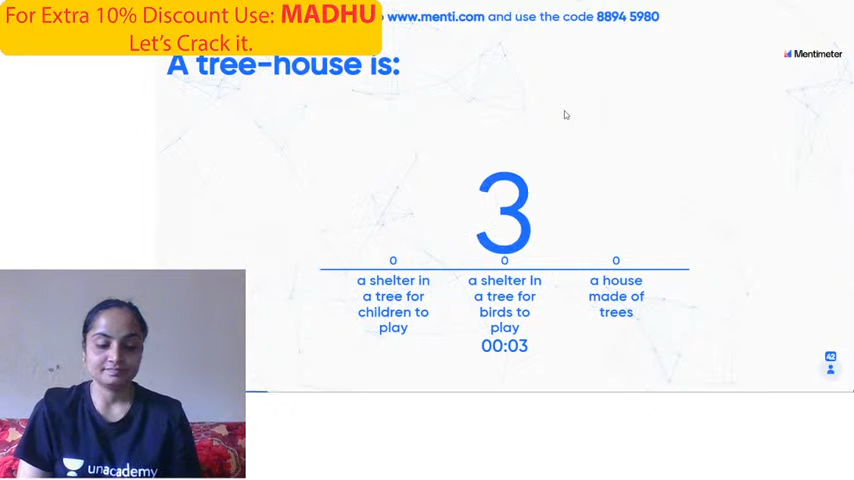 For Extra 10% Discount Use: MADHU
Let's Crack it.
www.menti.com and use the code 8894 5980
Mentimeter
A tree-house is:
3
0
0
0
a shelter in
a tree for
children to
play
a shelter In
a tree for
birds to
play
a house
made of
trees
00:03
42
unacademy